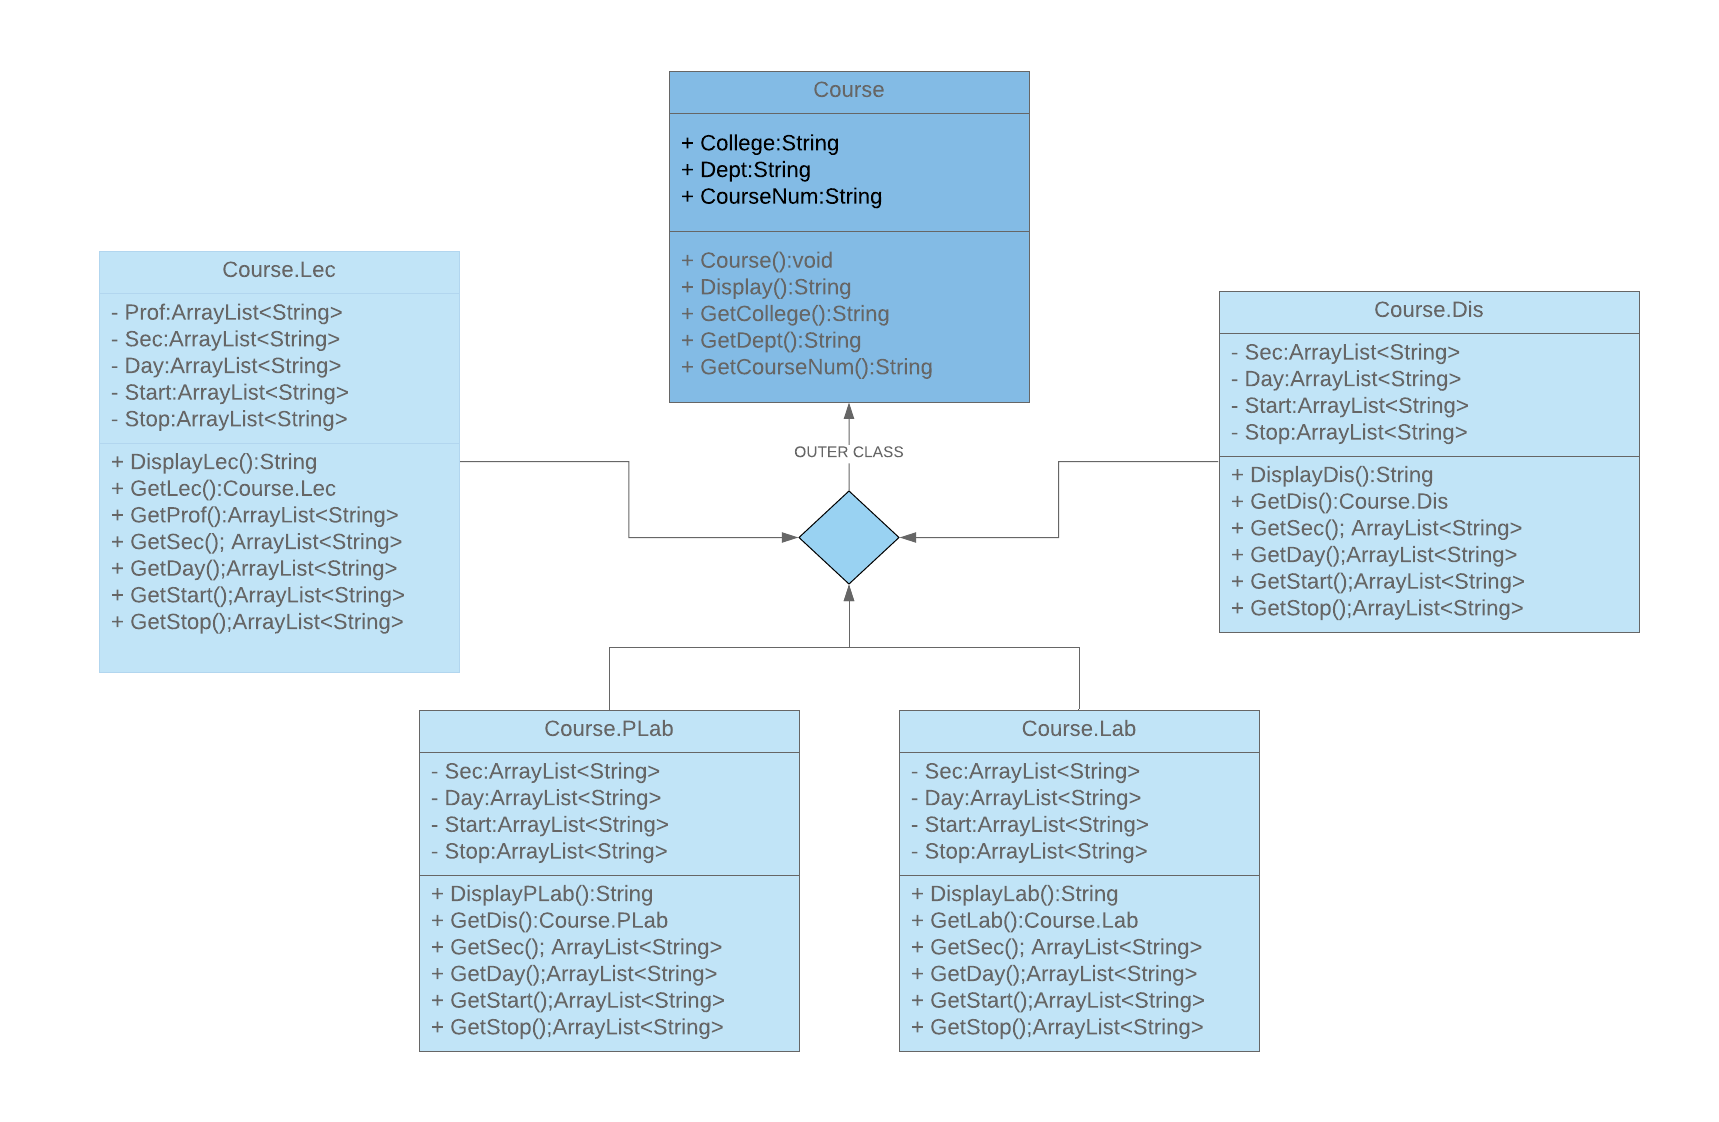 Course
+ College:String
+ Dept:String
+ CourseNum:String
+ Course():void
+ Display():String
+ GetCollege():String
+ GetDept():String
+ GetCourseNum():String
OUTER CLASS
Course.Lec
- Prof:ArrayList<String>
- Sec:ArrayList<String>
- Day:ArrayList<String>
- Start:ArrayList<String>
- Stop:ArrayList<String>
+ DisplayLec():String
+ GetLec():Course.Lec
+ GetProf():ArrayList<String>
+ GetSec(); ArrayList<String>
+ GetDay();ArrayList<String>
+ GetStart();ArrayList<String>
+ GetStop();ArrayList<String>
Course.Dis
- Sec:ArrayList<String>
- Day:ArrayList<String>
- Start:ArrayList<String>
- Stop:ArrayList<String>
+ DisplayDis():String
+ GetDis():Course.Dis
+ GetSec(); ArrayList<String>
+ GetDay();ArrayList<String>
+ GetStart();ArrayList<String>
+ GetStop();ArrayList<String>
Course.PLab
- Sec:ArrayList<String>
- Day:ArrayList<String>
- Start:ArrayList<String>
- Stop:ArrayList<String>
+ DisplayPLab():String
+ GetDis():Course.PLab
+ GetSec(); ArrayList<String>
+ GetDay();ArrayList<String>
+ GetStart();ArrayList<String>
+ GetStop();ArrayList<String>
Course.Lab
- Sec:ArrayList<String>
- Day:ArrayList<String>
- Start:ArrayList<String>
- Stop:ArrayList<String>
+ DisplayLab():String
+ GetLab():Course.Lab
+ GetSec(); ArrayList<String>
+ GetDay();ArrayList<String>
+ GetStart();ArrayList<String>
+ GetStop();ArrayList<String>